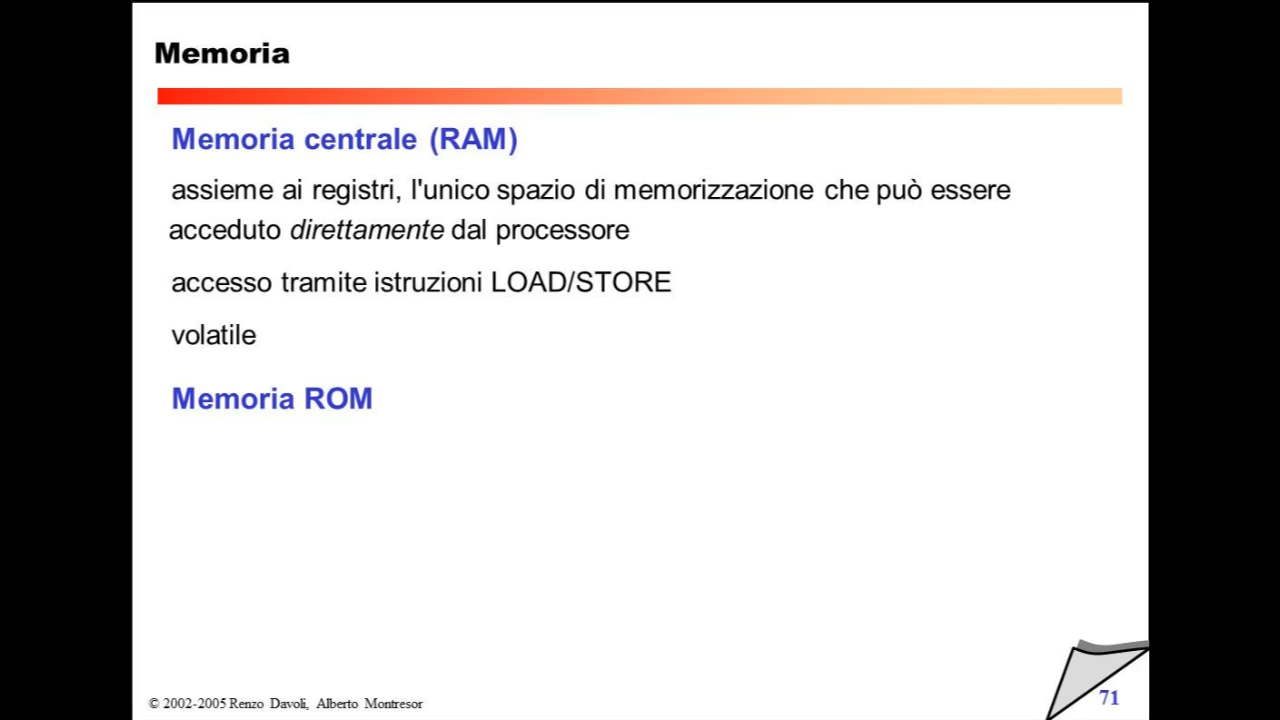 Memoria
Memoria centrale (RAM)
assieme ai registri, l'unico spazio di memorizzazione che può essere
acceduto direttamente dal processore
accesso tramite istruzioni LOAD/STORE
volatile
Memoria ROM
© 2002-2005 Renzo Davoli, Alberto Montresor
71